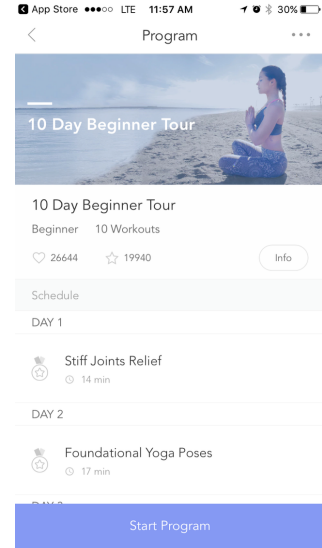 App Store LTE 11:57 AM 30%
Program
10 Day Beginner Tour
10 Day Beginner Tour
Beginner 10 Workouts
26644 19940 Info
Schedule
DAY 1
Stiff Joints Relief
14 min
DAY 2
Foundational Yoga Poses
17 min
Start Program